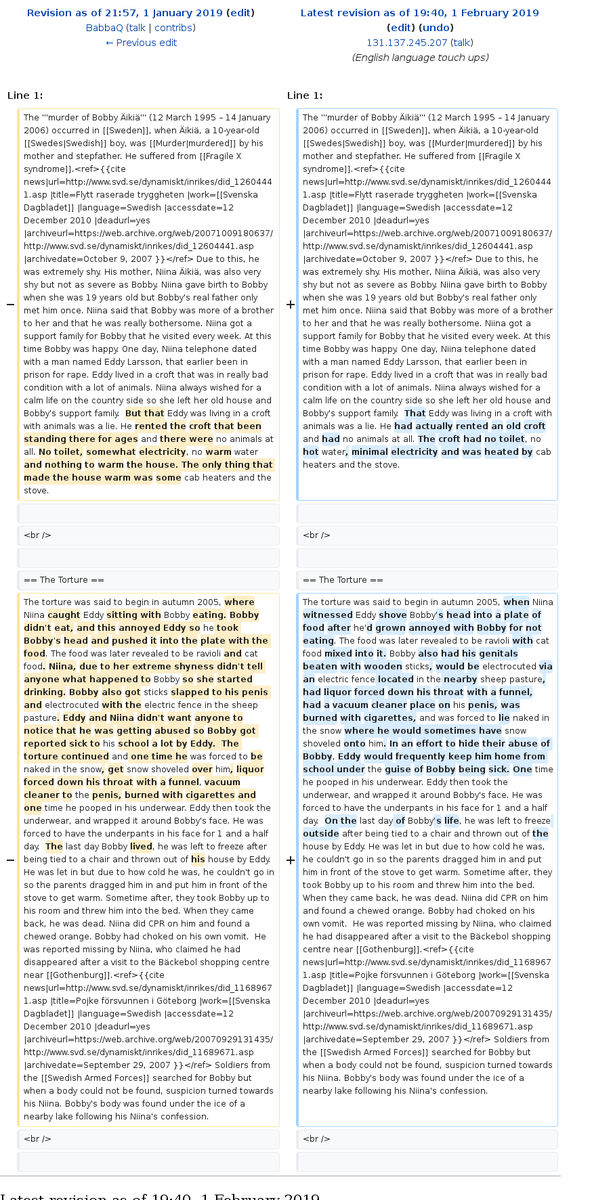 Revision as of 21:57, 1 January 2019 (edit)
BabbaQ (talk | contribs)
← Previous edit
Latest revision as of 19:40, 1 February 2019
(edit) (undo)
131.137.245.207 (talk)
(English language touch ups)
Line 1:
−
The '''murder of Bobby Äikiä''' (12 March 1995 – 14 January
2006) occurred in [[Sweden]], when Äikiä, a 10-year-old
[[Swedes|Swedish]] boy, was [[Murder|murdered]] by his
mother and stepfather. He suffered from [[Fragile X
syndrome]].<ref>{{cite
news|url=http://www.svd.se/dynamiskt/inrikes/did_1260444
1.asp |title=Flytt raserade tryggheten |work=[[Svenska
Dagbladet]] |language=Swedish |accessdate=12
December 2010 |deadurl=yes
|archiveurl=https://web.archive.org/web/20071009180637/
http://www.svd.se/dynamiskt/inrikes/did_12604441.asp
|archivedate=October 9, 2007 }}</ref> Due to this, he
was extremely shy. His mother, Niina Äikiä, was also very
shy but not as severe as Bobby. Niina gave birth to Bobby
when she was 19 years old but Bobby's real father only
met him once. Niina said that Bobby was more of a brother
to her and that he was really bothersome. Niina got a
support family for Bobby that he visited every week. At this
time Bobby was happy. One day, Niina telephone dated
with a man named Eddy Larsson, that earlier been in
prison for rape. Eddy lived in a croft that was in really bad
condition with a lot of animals. Niina always wished for a
calm life on the country side so she left her old house and
Bobby's support family.  But that Eddy was living in a croft
with animals was a lie. He rented the croft that been
standing there for ages and there were no animals at
all. No toilet, somewhat electricity, no warm water
and nothing to warm the house. The only thing that
made the house warm was some cab heaters and the
stove.
Line 1:
+
The '''murder of Bobby Äikiä''' (12 March 1995 – 14 January
2006) occurred in [[Sweden]], when Äikiä, a 10-year-old
[[Swedes|Swedish]] boy, was [[Murder|murdered]] by his
mother and stepfather. He suffered from [[Fragile X
syndrome]].<ref>{{cite
news|url=http://www.svd.se/dynamiskt/inrikes/did_1260444
1.asp |title=Flytt raserade tryggheten |work=[[Svenska
Dagbladet]] |language=Swedish |accessdate=12
December 2010 |deadurl=yes
|archiveurl=https://web.archive.org/web/20071009180637/
http://www.svd.se/dynamiskt/inrikes/did_12604441.asp
|archivedate=October 9, 2007 }}</ref> Due to this, he
was extremely shy. His mother, Niina Äikiä, was also very
shy but not as severe as Bobby. Niina gave birth to Bobby
when she was 19 years old but Bobby's real father only
met him once. Niina said that Bobby was more of a brother
to her and that he was really bothersome. Niina got a
support family for Bobby that he visited every week. At this
time Bobby was happy. One day, Niina telephone dated
with a man named Eddy Larsson, that earlier been in
prison for rape. Eddy lived in a croft that was in really bad
condition with a lot of animals. Niina always wished for a
calm life on the country side so she left her old house and
Bobby's support family.  That Eddy was living in a croft with
animals was a lie. He had actually rented an old croft
and had no animals at all. The croft had no toilet, no
hot water, minimal electricity and was heated by cab
heaters and the stove.
<br />
<br />
== The Torture ==
== The Torture ==
−
The torture was said to begin in autumn 2005, where
Niina caught Eddy sitting with Bobby eating. Bobby
didn't eat, and this annoyed Eddy so he took
Bobby's head and pushed it into the plate with the
food. The food was later revealed to be ravioli and cat
food. Niina, due to her extreme shyness didn't tell
anyone what happened to Bobby so she started
drinking. Bobby also got sticks slapped to his penis
and electrocuted with the electric fence in the sheep
pasture. Eddy and Niina didn't want anyone to
notice that he was getting abused so Bobby got
reported sick to his school a lot by Eddy.  The
torture continued and one time he was forced to be
naked in the snow, get snow shoveled over him, liquor
forced down his throat with a funnel, vacuum
cleaner to the penis, burned with cigarettes and
one time he pooped in his underwear. Eddy then took the
underwear, and wrapped it around Bobby's face. He was
forced to have the underpants in his face for 1 and a half
day.  The last day Bobby lived, he was left to freeze after
being tied to a chair and thrown out of his house by Eddy.
He was let in but due to how cold he was, he couldn't go in
so the parents dragged him in and put him in front of the
stove to get warm. Sometime after, they took Bobby up to
his room and threw him into the bed. When they came
back, he was dead. Niina did CPR on him and found a
chewed orange. Bobby had choked on his own vomit.  He
was reported missing by Niina, who claimed he had
disappeared after a visit to the Bäckebol shopping centre
near [[Gothenburg]].<ref>{{cite
news|url=http://www.svd.se/dynamiskt/inrikes/did_1168967
1.asp |title=Pojke försvunnen i Göteborg |work=[[Svenska
Dagbladet]] |language=Swedish |accessdate=12
December 2010 |deadurl=yes
|archiveurl=https://web.archive.org/web/20070929131435/
http://www.svd.se/dynamiskt/inrikes/did_11689671.asp
|archivedate=September 29, 2007 }}</ref> Soldiers from
the [[Swedish Armed Forces]] searched for Bobby but
when a body could not be found, suspicion turned towards
his Niina. Bobby's body was found under the ice of a
nearby lake following his Niina's confession.
+
The torture was said to begin in autumn 2005, when Niina
witnessed Eddy shove Bobby's head into a plate of
food after he'd grown annoyed with Bobby for not
eating. The food was later revealed to be ravioli with cat
food mixed into it. Bobby also had his genitals
beaten with wooden sticks, would be electrocuted via
an electric fence located in the nearby sheep pasture,
had liquor forced down his throat with a funnel,
had a vacuum cleaner place on his penis, was
burned with cigarettes, and was forced to lie naked in
the snow where he would sometimes have snow
shoveled onto him. In an effort to hide their abuse of
Bobby, Eddy would frequently keep him home from
school under the guise of Bobby being sick. One time
he pooped in his underwear. Eddy then took the
underwear, and wrapped it around Bobby's face. He was
forced to have the underpants in his face for 1 and a half
day.  On the last day of Bobby's life, he was left to freeze
outside after being tied to a chair and thrown out of the
house by Eddy. He was let in but due to how cold he was,
he couldn't go in so the parents dragged him in and put
him in front of the stove to get warm. Sometime after, they
took Bobby up to his room and threw him into the bed.
When they came back, he was dead. Niina did CPR on him
and found a chewed orange. Bobby had choked on his
own vomit.  He was reported missing by Niina, who claimed
he had disappeared after a visit to the Bäckebol shopping
centre near [[Gothenburg]].<ref>{{cite
news|url=http://www.svd.se/dynamiskt/inrikes/did_1168967
1.asp |title=Pojke försvunnen i Göteborg |work=[[Svenska
Dagbladet]] |language=Swedish |accessdate=12
December 2010 |deadurl=yes
|archiveurl=https://web.archive.org/web/20070929131435/
http://www.svd.se/dynamiskt/inrikes/did_11689671.asp
|archivedate=September 29, 2007 }}</ref> Soldiers from
the [[Swedish Armed Forces]] searched for Bobby but
when a body could not be found, suspicion turned towards
his Niina. Bobby's body was found under the ice of a
nearby lake following his Niina's confession.
<br />
<br />
Latest revision as of 19:40, 1 February 2019